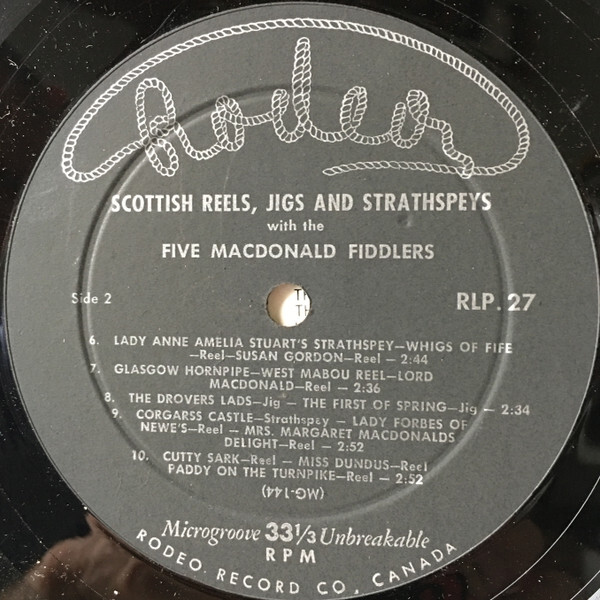 Rodeo
SCOTTISH REELS, JIGS AND STRATHSPEYS
with the
FIVE MACDONALD FIDDLERS
Side 2
RLP. 27
6. LADY ANNE AMELIA STUART'S STRATHSPEY—WHIGS OF FIFE
—Reel—SUSAN GORDON—Reel — 2:44
7. GLASGOW HORNPIPE—WEST MABOU REEL—LORD
MACDONALD—Reel — 2:36
8. THE DROVERS LADS—Jig — THE FIRST OF SPRING—Jig — 2:34
9. CORGARSS CASTLE—Strathspey — LADY FORBES OF
NEWE'S—Reel — MRS. MARGARET MACDONALDS
DELIGHT—Reel — 2:52
10. CUTTY SARK—Reel — MISS DUNDUS—Reel
PADDY ON THE TURNPIKE—Reel — 2:52
(MG-144)
Microgroove 33 1/3 Unbreakable
RPM
RODEO RECORD CO., CANADA